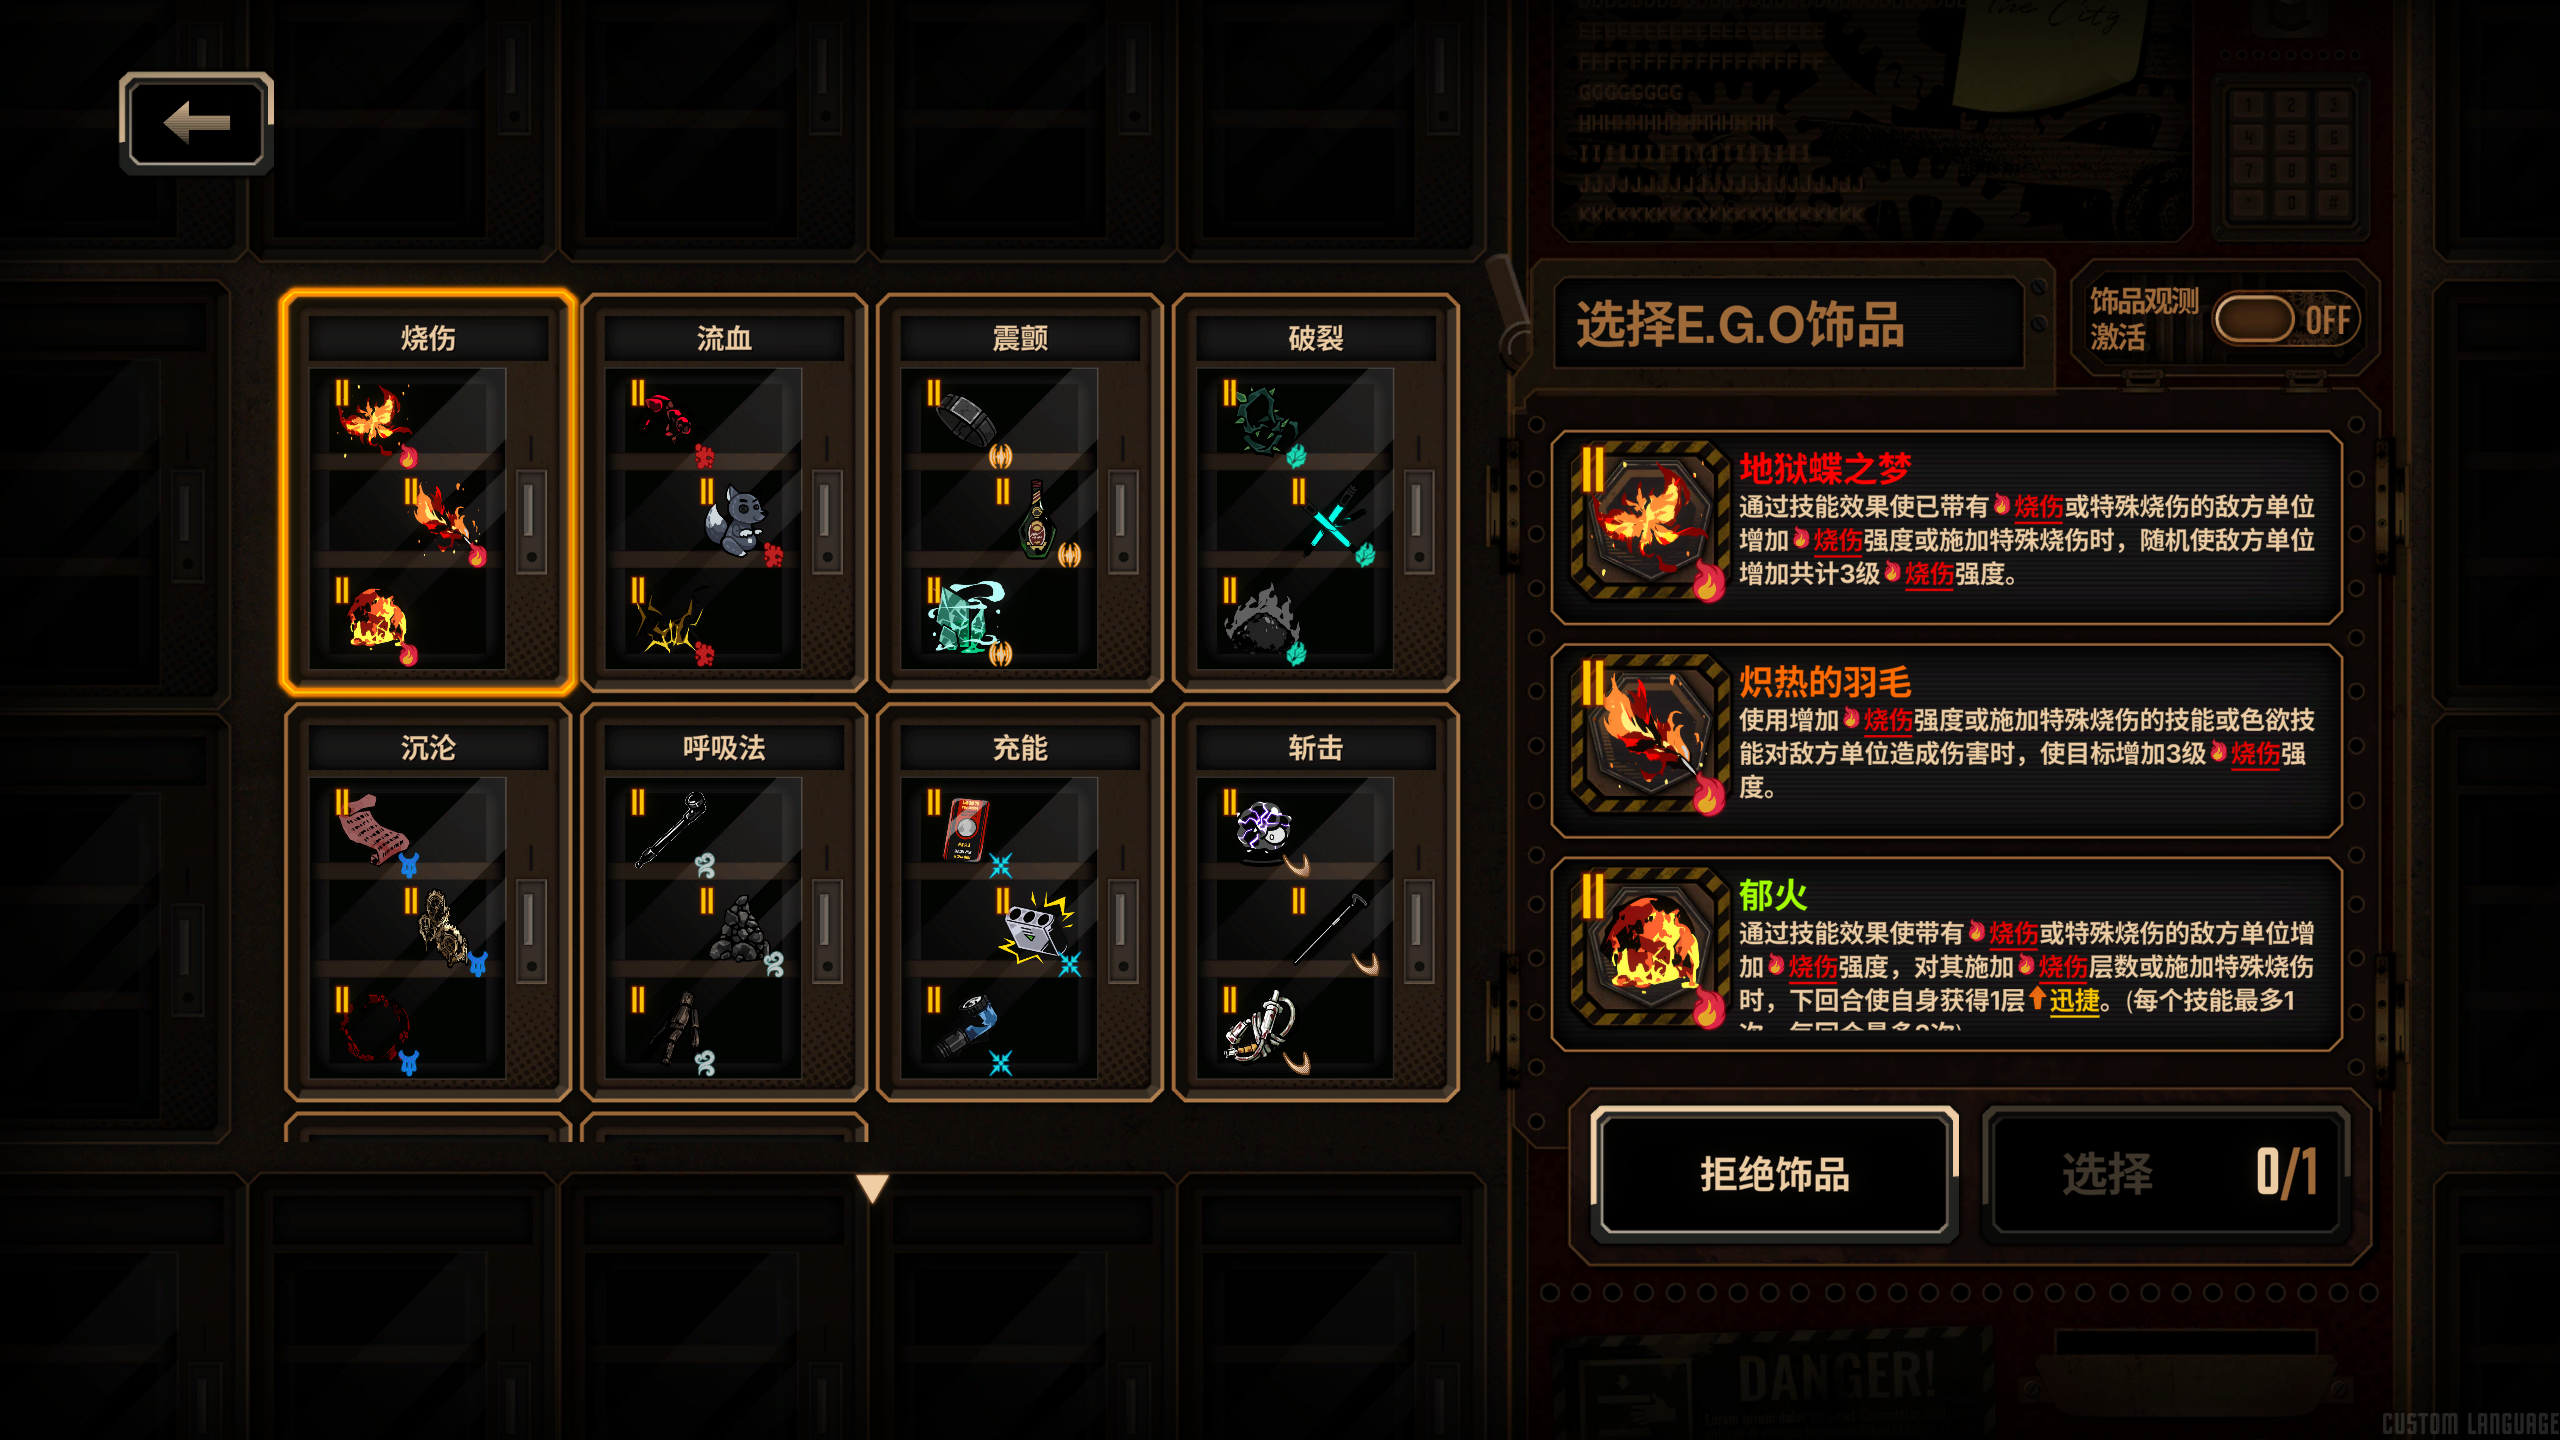 The City
GGGGGGGG
烧伤
流血
震颤
破裂
沉沦
呼吸法
充能
斩击
选择E.G.O饰品
饰品观测
激活
OFF
地狱蝶之梦
通过技能效果使已带有烧伤或特殊烧伤的敌方单位
增加烧伤强度或施加特殊烧伤时，随机使敌方单位
增加共计3级烧伤强度。
炽热的羽毛
使用增加烧伤强度或施加特殊烧伤的技能或色欲技
能对敌方单位造成伤害时，使目标增加3级烧伤强
度。
郁火
通过技能效果使带有烧伤或特殊烧伤的敌方单位增
加烧伤强度，对其施加烧伤层数或施加特殊烧伤
时，下回合使自身获得1层迅捷。(每个技能最多1
拒绝饰品
选择
0/1
DANGER!
CUSTOM LANGUAGE